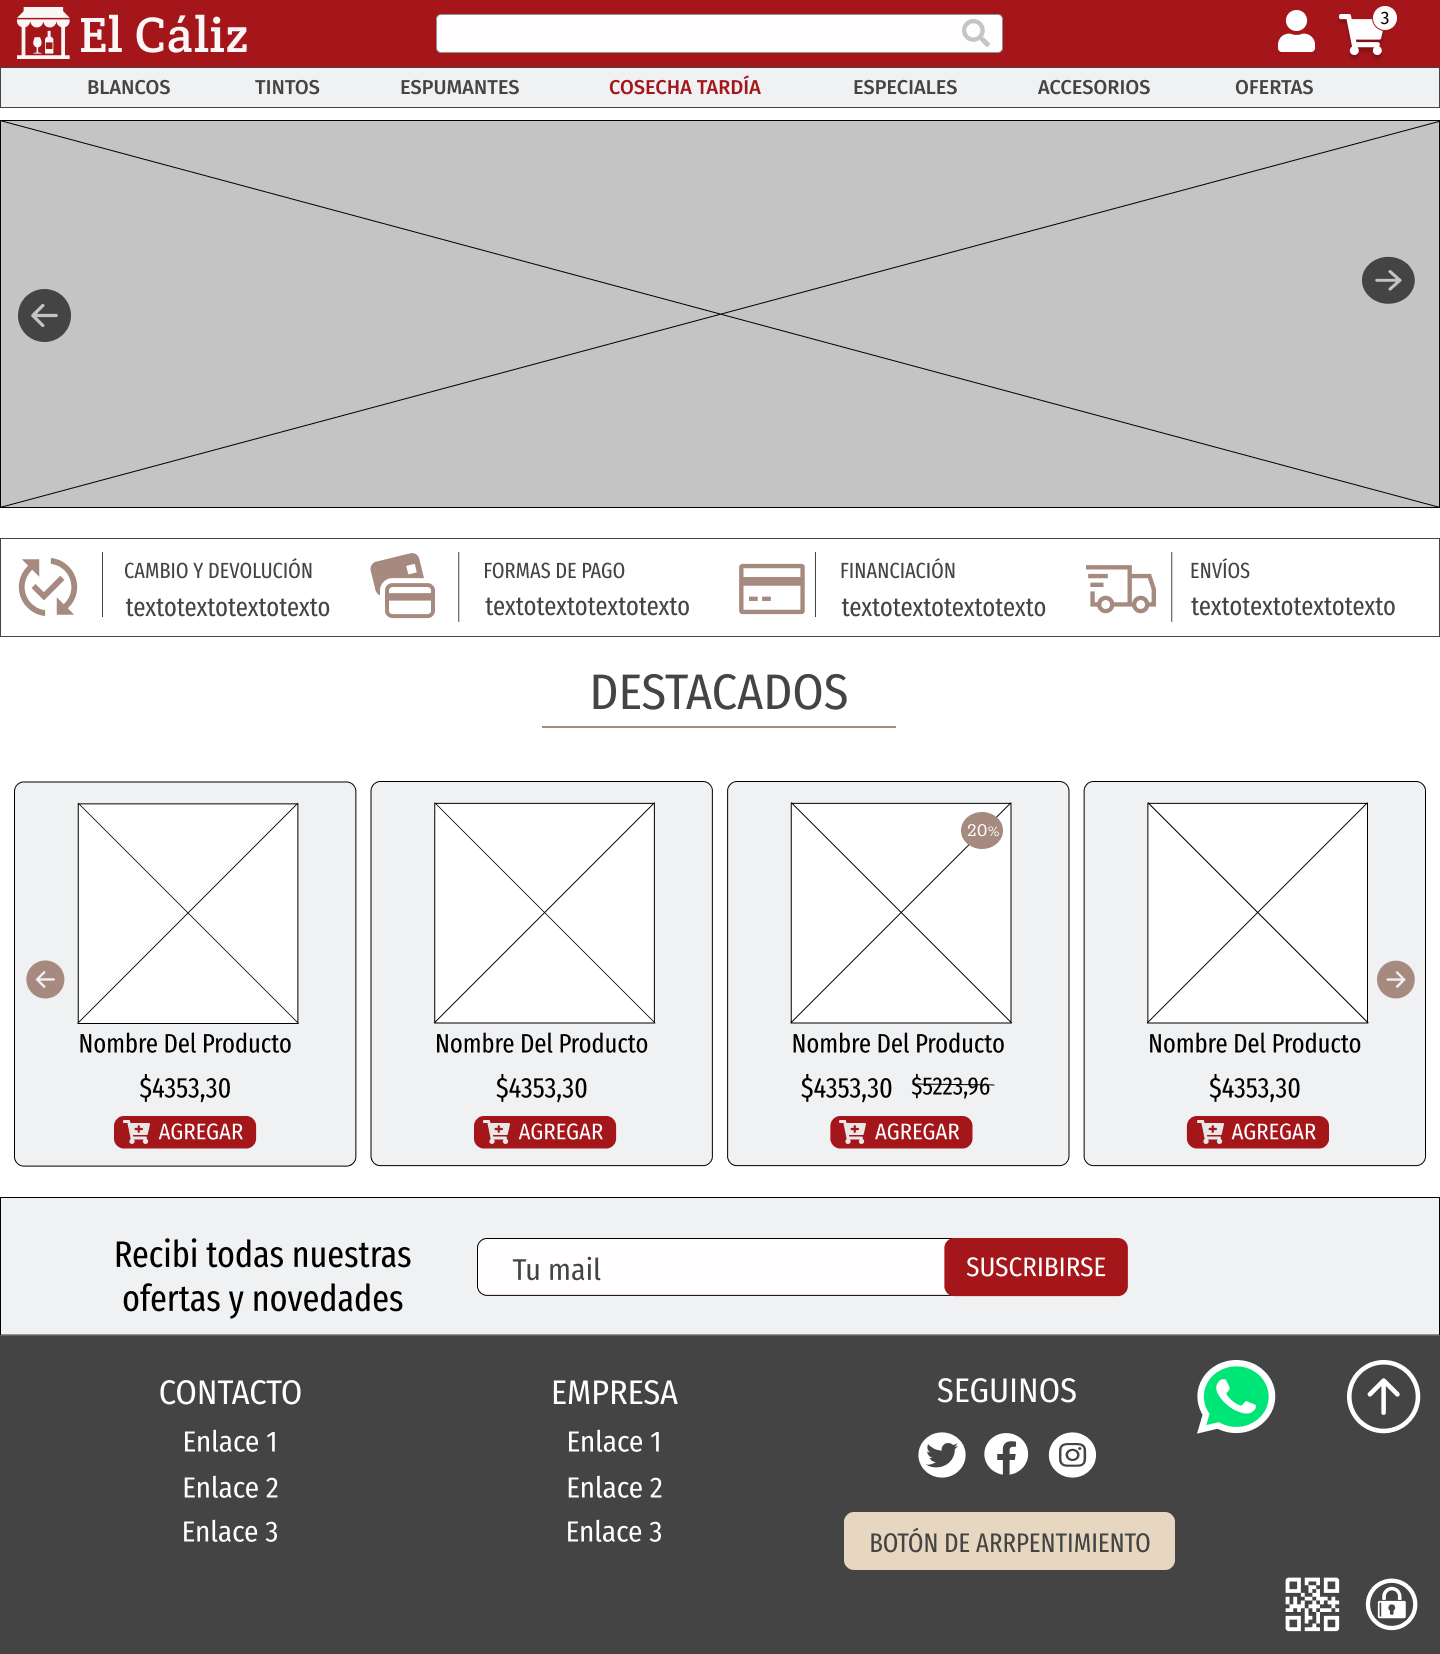 El Cáliz
3
BLANCOS TINTOS ESPUMANTES COSECHA TARDÍA ESPECIALES ACCESORIOS OFERTAS
CAMBIO Y DEVOLUCIÓN
textotextotextotexto
FORMAS DE PAGO
textotextotextotexto
FINANCIACIÓN
textotextotextotexto
ENVÍOS
textotextotextotexto
DESTACADOS
Nombre Del Producto
$4353,30
AGREGAR
Nombre Del Producto
$4353,30
AGREGAR
20%
Nombre Del Producto
$4353,30 $5223,96
AGREGAR
Nombre Del Producto
$4353,30
AGREGAR
Recibi todas nuestras
ofertas y novedades
Tu mail
SUSCRIBIRSE
CONTACTO
Enlace 1
Enlace 2
Enlace 3
EMPRESA
Enlace 1
Enlace 2
Enlace 3
SEGUINOS
BOTÓN DE ARRPENTIMIENTO